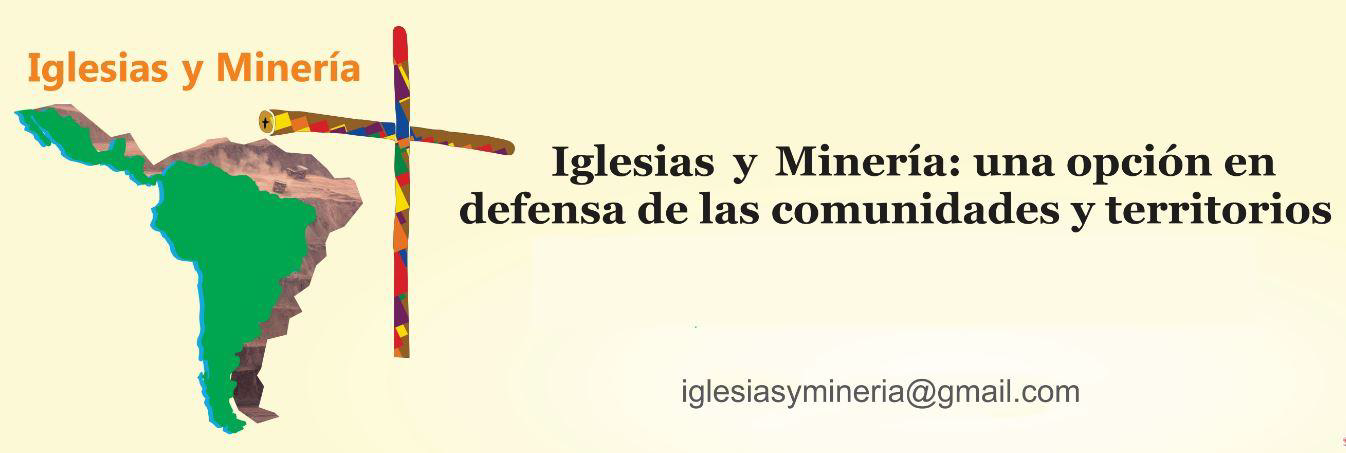 Iglesias y Minería
Iglesias y Minería: una opción en
defensa de las comunidades y territorios
iglesiasymineria@gmail.com